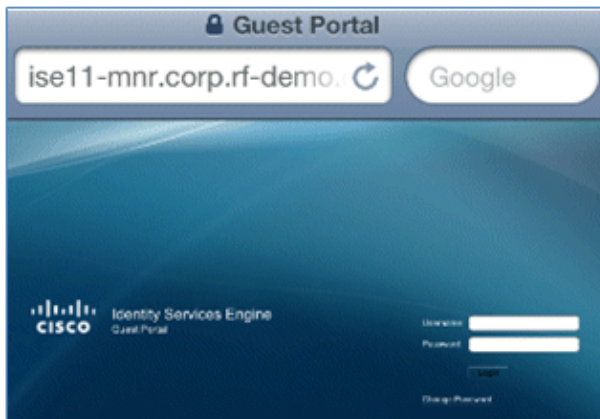 Guest Portal
ise11-mnr.corp.rf-demo.
Google
CISCO
Identity Services Engine
Guest Portal
Username
Password
Login
Change Password